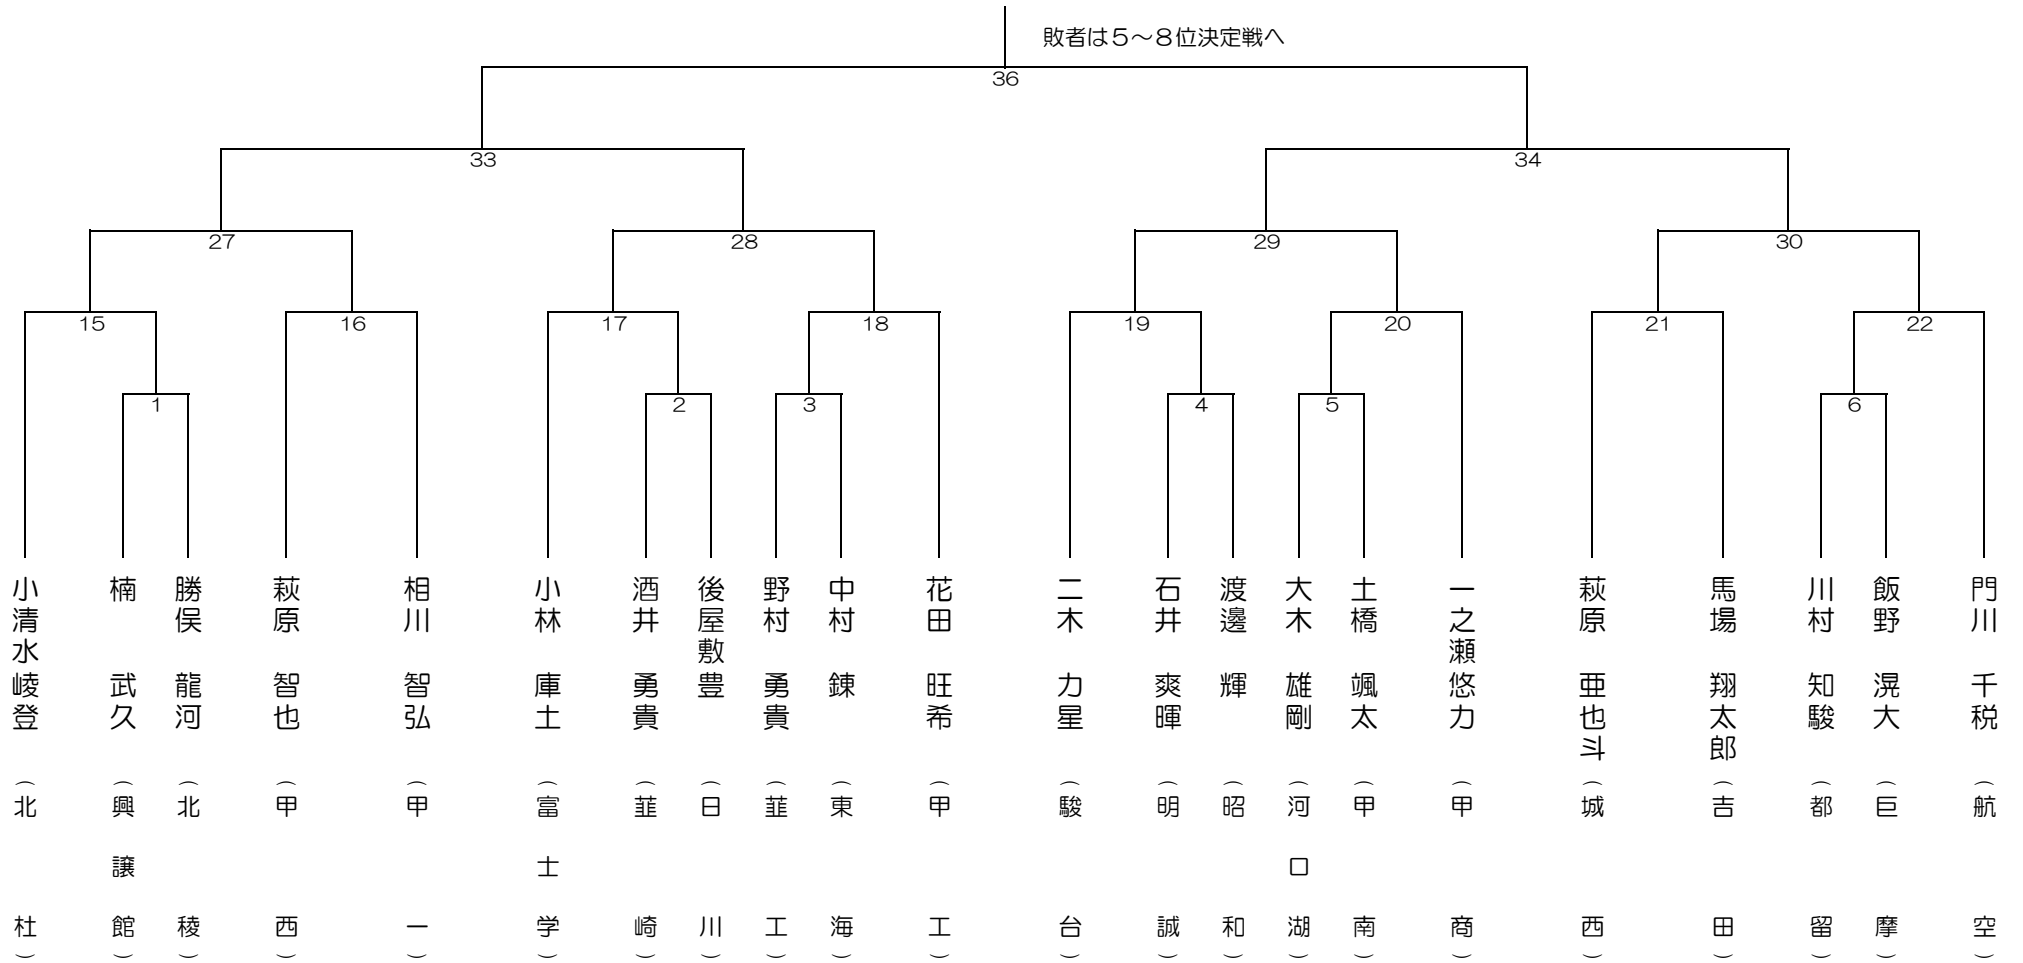 敗者は５～８位決定戦へ
36
33
34
27
28
29
30
15
16
17
18
19
20
21
22
1
2
3
4
5
6
小清水崚登（北杜）
楠　武久（興譲館）
勝俣　龍河（北稜）
萩原　智也（甲西）
相川　智弘（甲一）
小林　庫土（富士学）
酒井　勇貴（韮崎）
後屋敷豊（日川）
野村　勇貴（韮工）
中村　錬（東海）
花田　旺希（甲工）
二木　力星（駿台）
石井　爽暉（明誠）
渡邊　輝（昭和）
大木　雄剛（河口湖）
土橋　颯太（甲南）
一之瀬悠力（甲商）
萩原　亜也斗（城西）
馬場　翔太郎（吉田）
川村　知駿（都留）
飯野　滉大（巨摩）
門川　千税（航空）